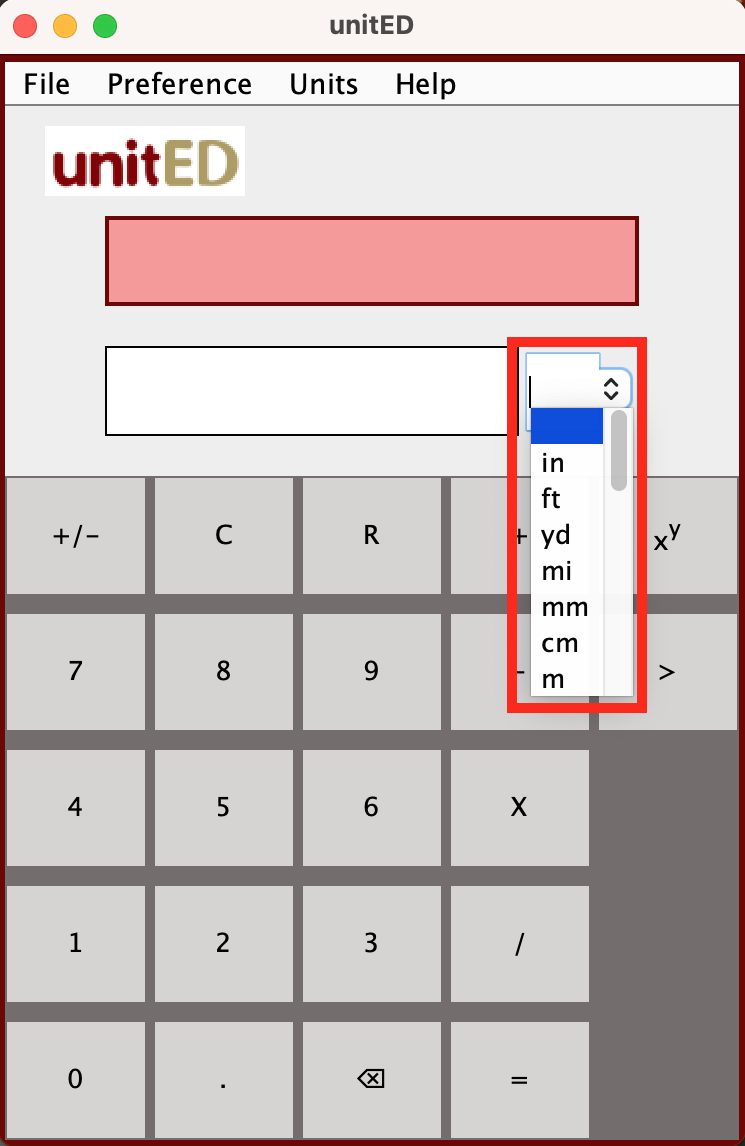 unitED
File Preference Units Help
unitED
in
ft
yd
mi
mm
cm
m
+/- C R + xʸ
7 8 9 - >
4 5 6 X
1 2 3 /
0 . ⌫ =